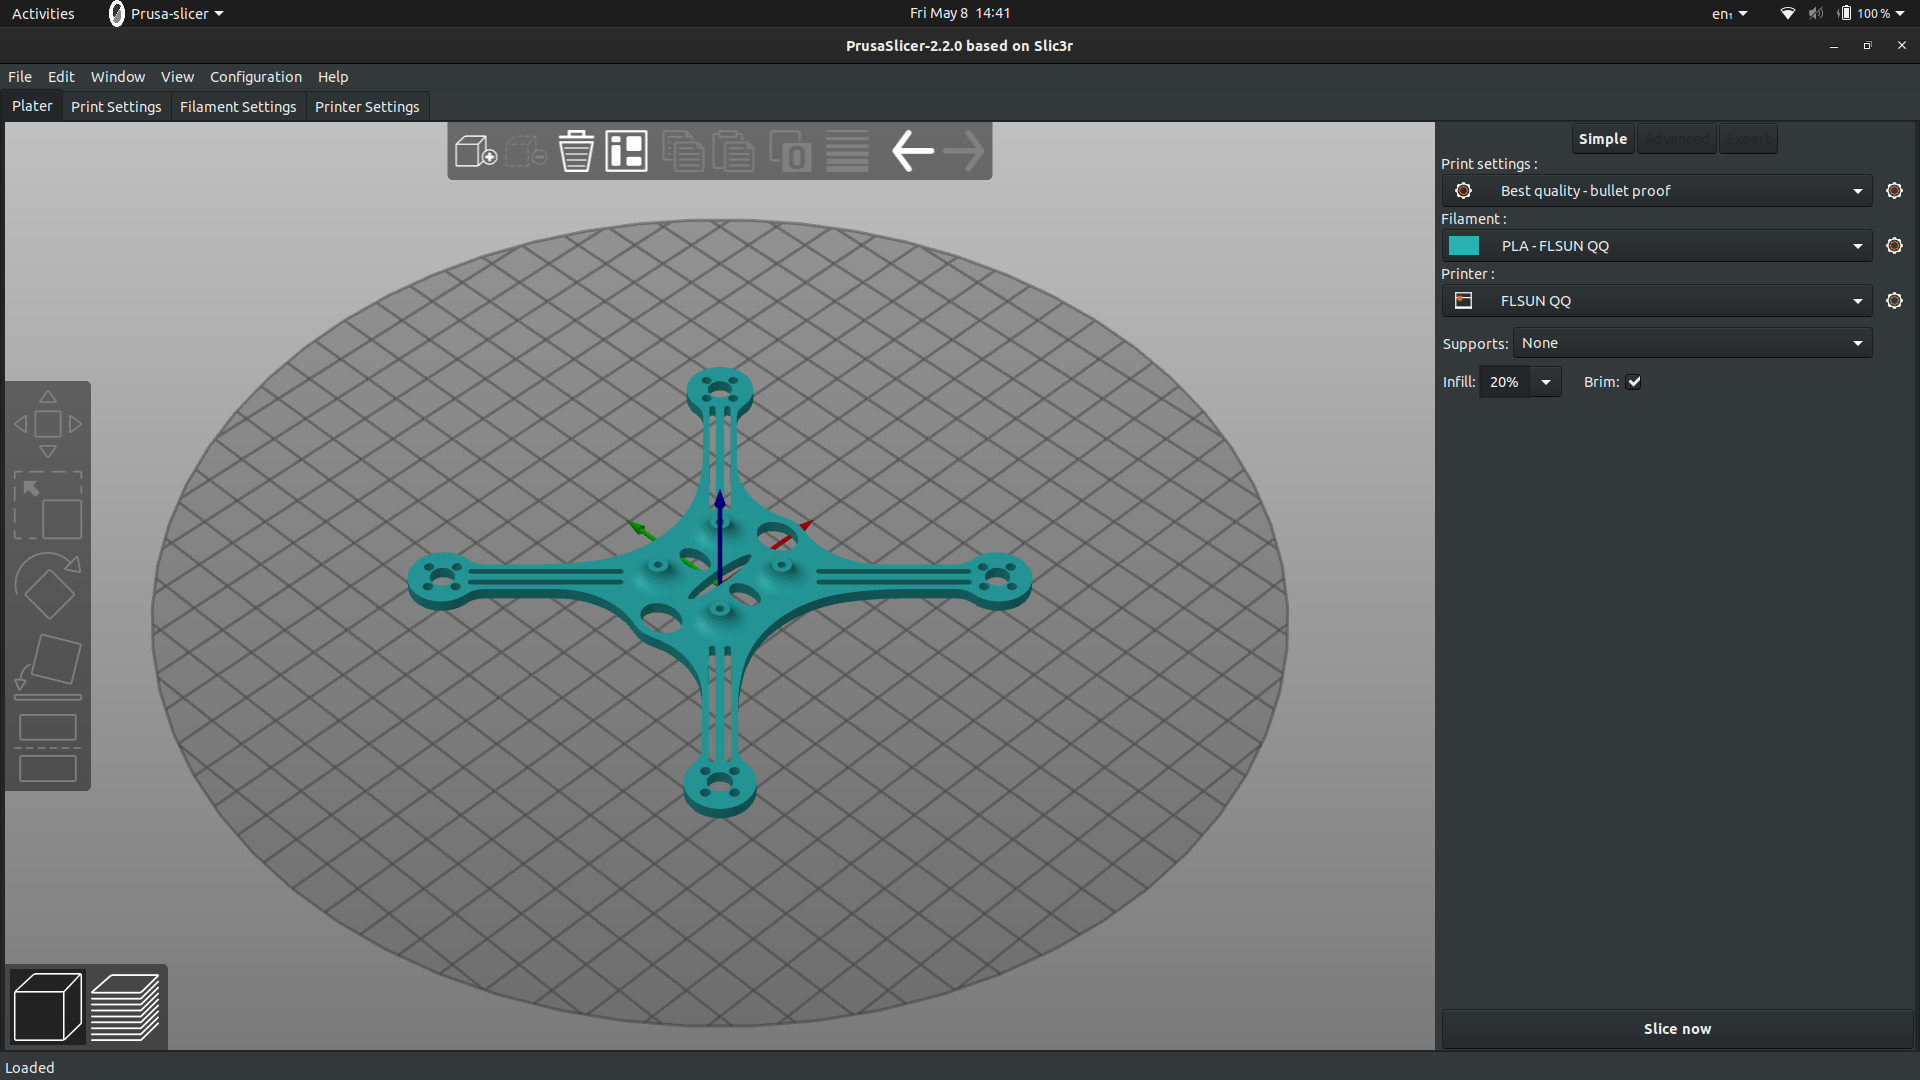 Activities Prusa-slicer Fri May 8 14:41 en₁ 100 %
PrusaSlicer-2.2.0 based on Slic3r
File Edit Window View Configuration Help
Plater Print Settings Filament Settings Printer Settings
Simple Advanced Expert
Print settings :
Best quality - bullet proof
Filament :
PLA - FLSUN QQ
Printer :
FLSUN QQ
Supports: None
Infill: 20% Brim:
Slice now
Loaded